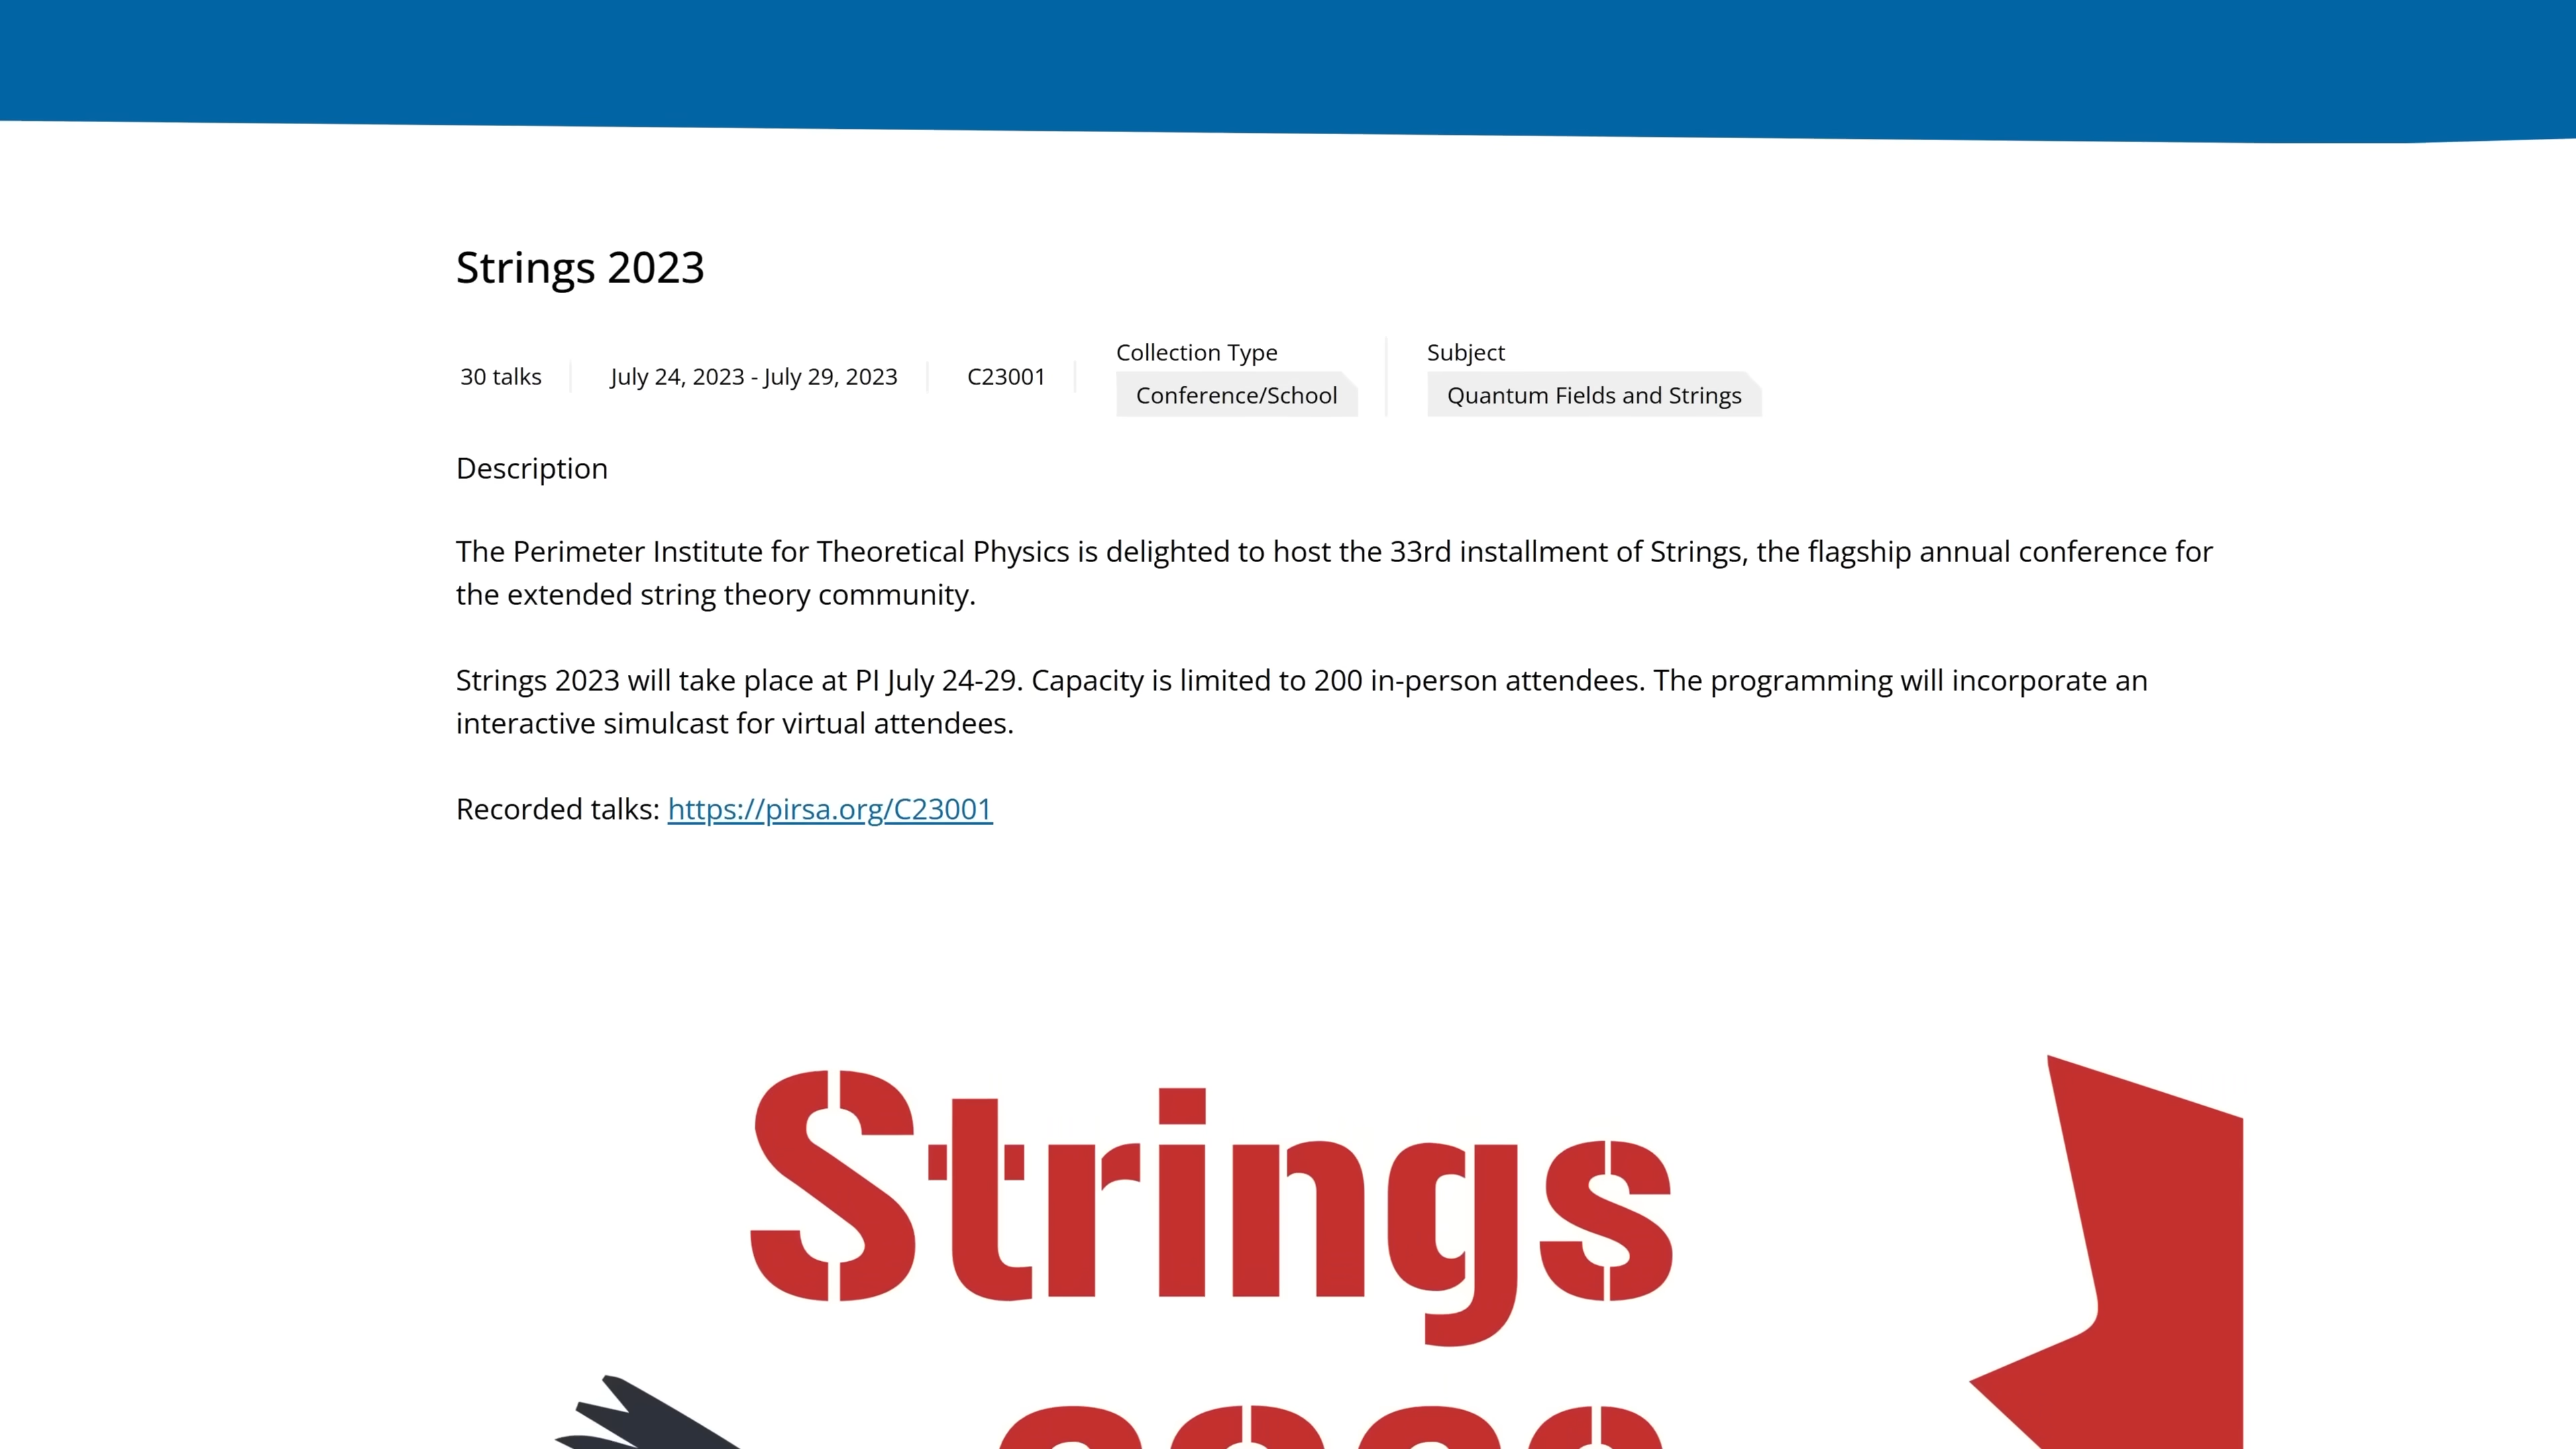 Strings 2023
30 talks
July 24, 2023 - July 29, 2023
C23001
Collection Type
Conference/School
Subject
Quantum Fields and Strings
Description
The Perimeter Institute for Theoretical Physics is delighted to host the 33rd installment of Strings, the flagship annual conference for
the extended string theory community.
Strings 2023 will take place at PI July 24-29. Capacity is limited to 200 in-person attendees. The programming will incorporate an
interactive simulcast for virtual attendees.
Recorded talks: https://pirsa.org/C23001
Strings